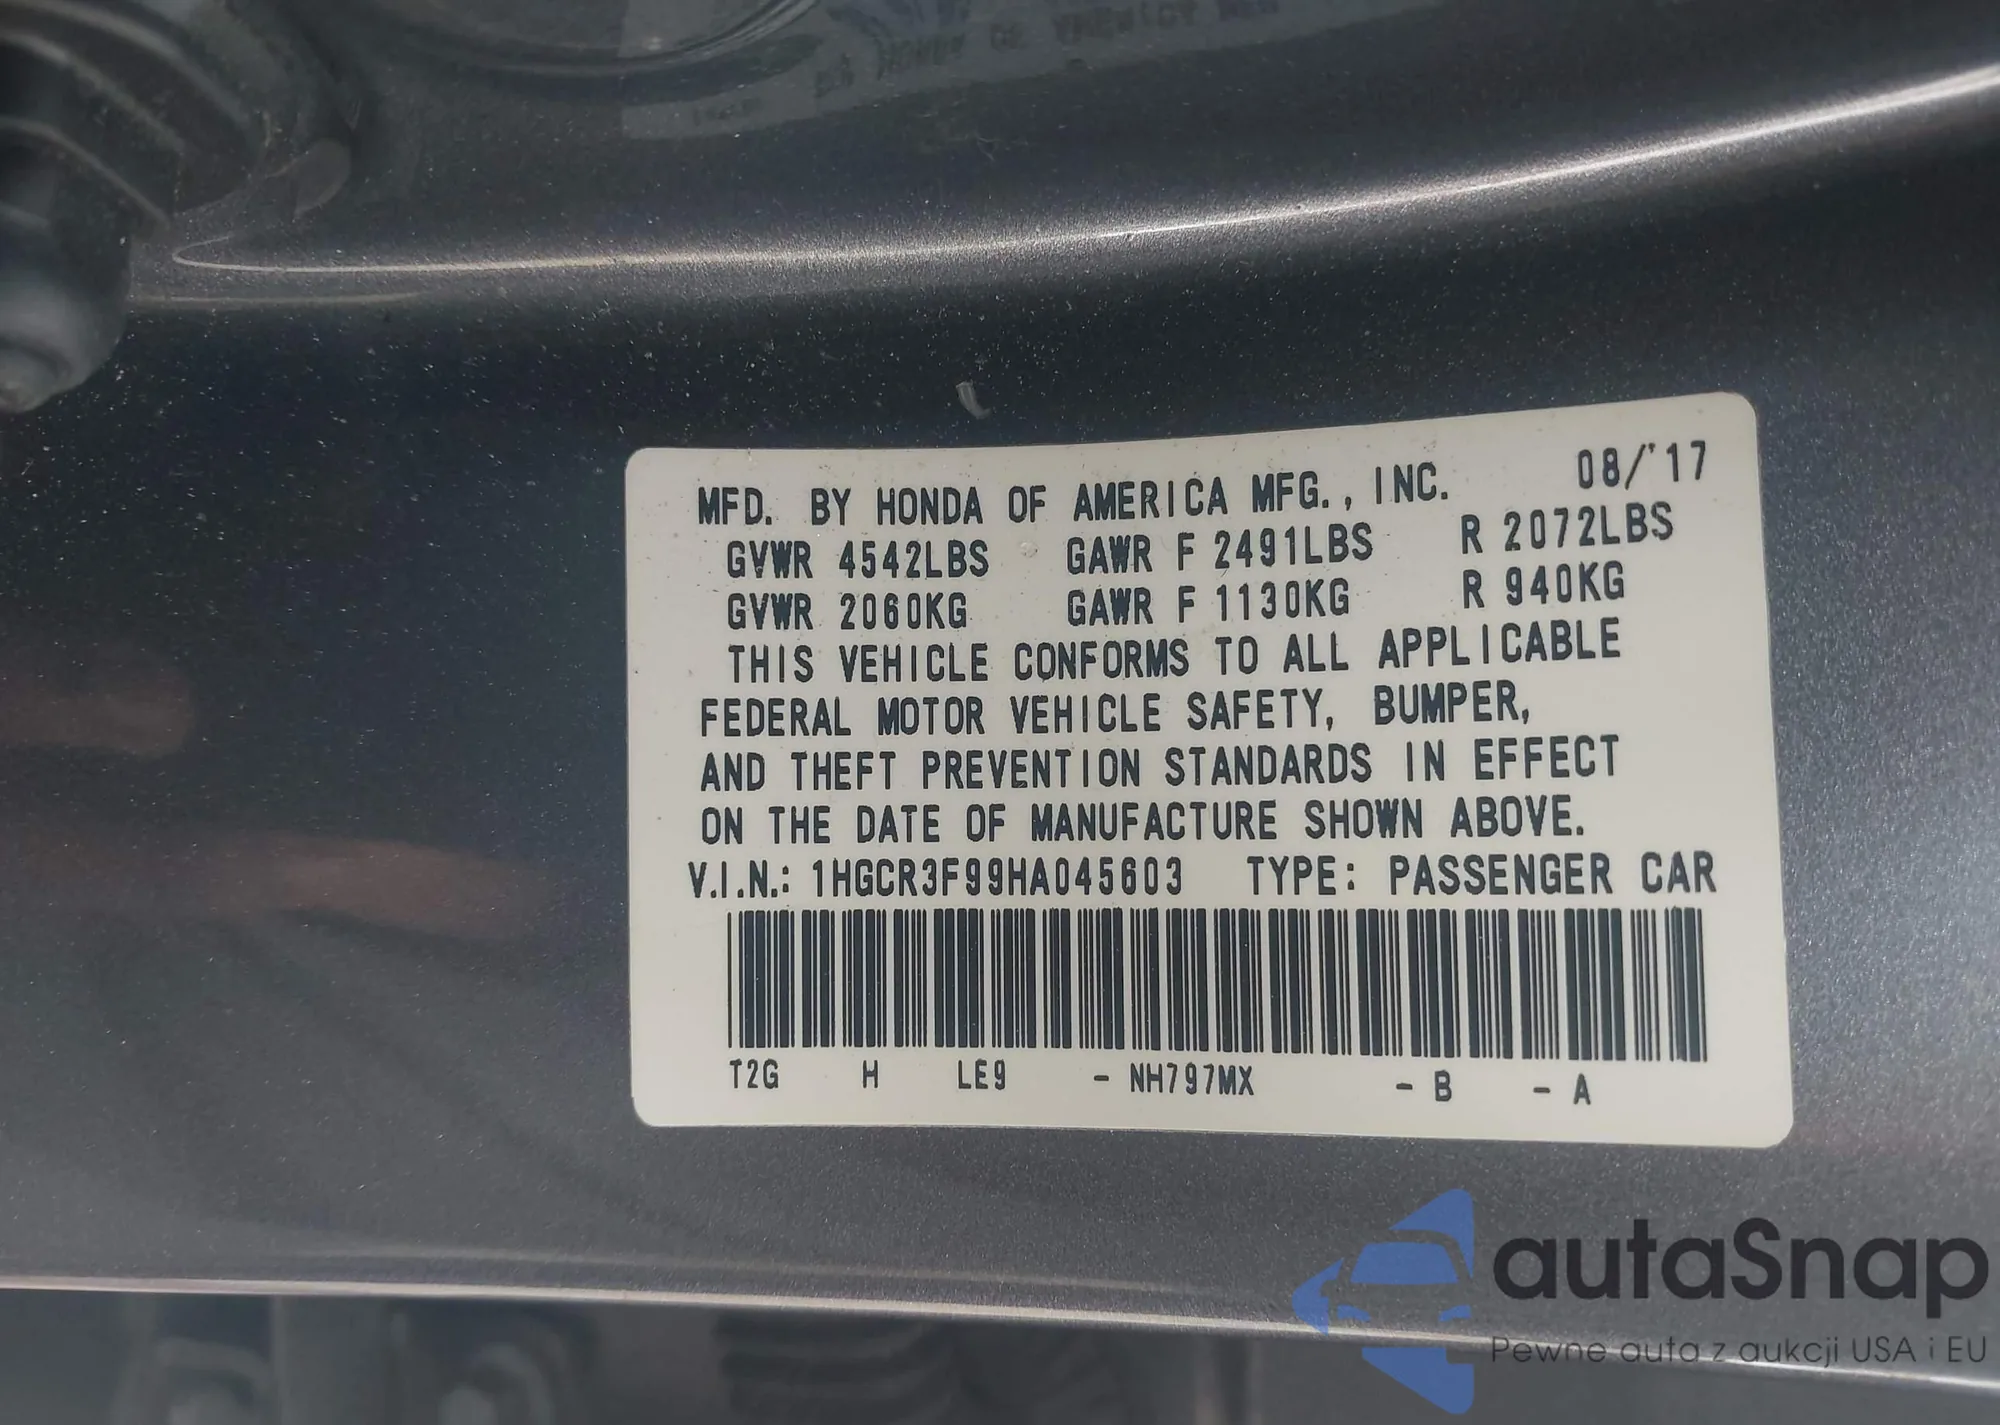 MFD. BY HONDA OF AMERICA MFG., INC. 08/'17
GVWR 4542LBS GAWR F 2491LBS R 2072LBS
GVWR 2060KG GAWR F 1130KG R 940KG
THIS VEHICLE CONFORMS TO ALL APPLICABLE
FEDERAL MOTOR VEHICLE SAFETY, BUMPER,
AND THEFT PREVENTION STANDARDS IN EFFECT
ON THE DATE OF MANUFACTURE SHOWN ABOVE.
V.I.N.: 1HGCR3F99HA045603 TYPE: PASSENGER CAR
T2G H LE9 - NH797MX - B - A
autaSnap
Pewne auta z aukcji USA i EU